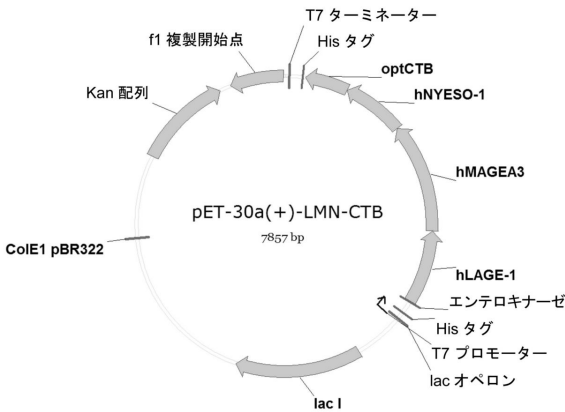 T7 ターミネーター
f1 複製開始点
His タグ
optCTB
Kan 配列
hNYESO-1
hMAGEA3
pET-30a(+)-LMN-CTB
7857 bp
ColE1 pBR322
hLAGE-1
エンテロキナーゼ
His タグ
T7 プロモーター
lac オペロン
lac I